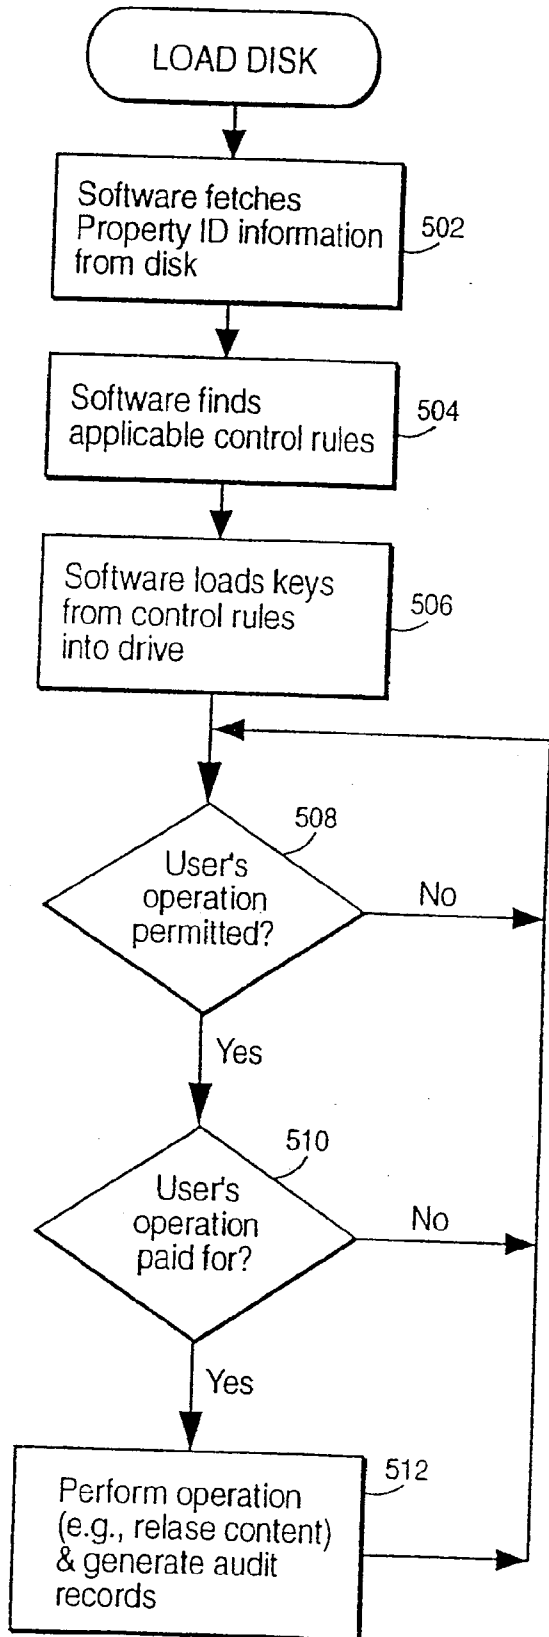 LOAD DISK
Software fetches
Property ID information
from disk
502
Software finds
applicable control rules
504
Software loads keys
from control rules
into drive
506
508
User's
operation
permitted?
No
Yes
510
User's
operation
paid for?
No
Yes
512
Perform operation
(e.g., relase content)
& generate audit
records